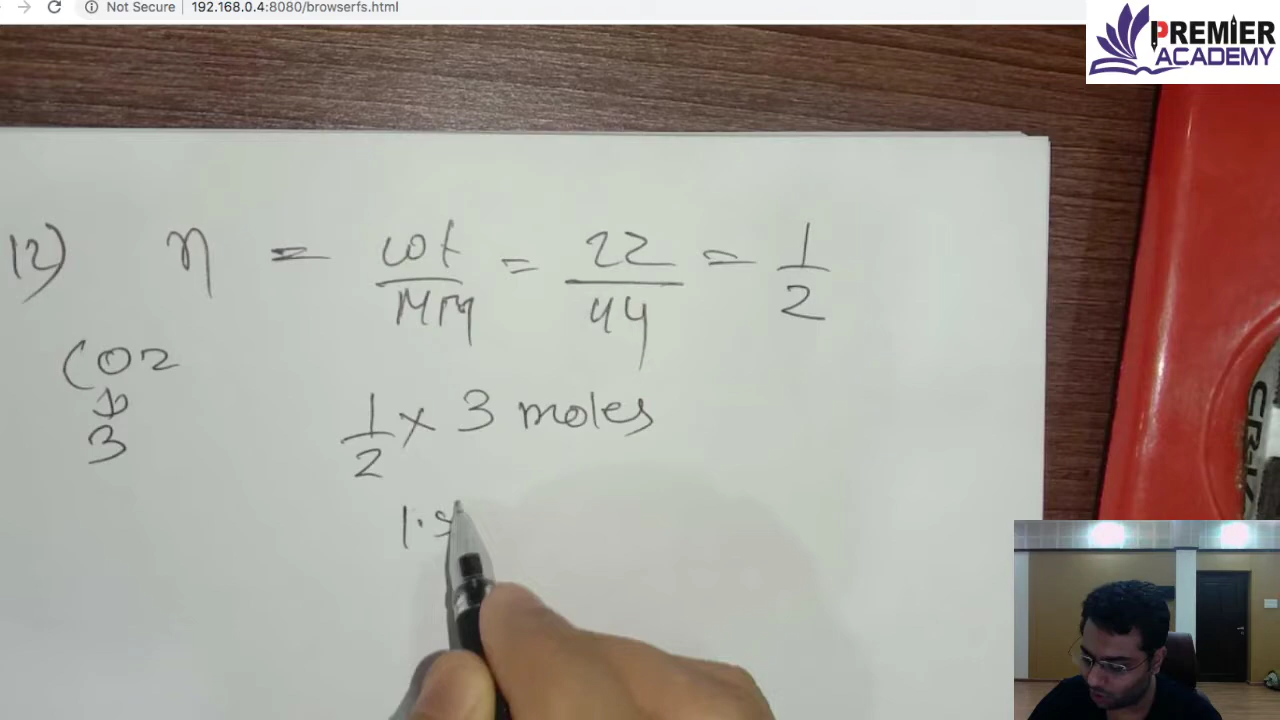 Not Secure 192.168.0.4:8080/browserfs.html
PREMIER
ACADEMY
12) η = wt/MM = 22/44 = 1/2
CO2
3
1/2 × 3 moles
1.5